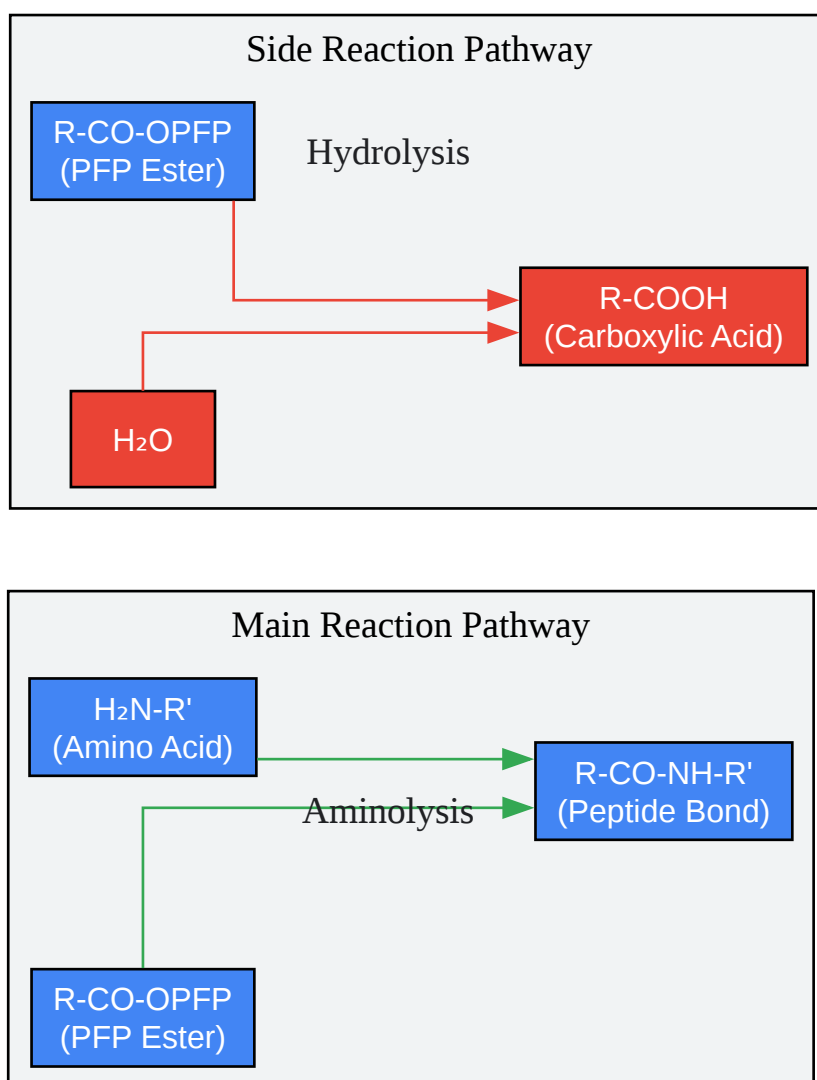 Side Reaction Pathway
R-CO-OPFP
(PFP Ester)
Hydrolysis
R-COOH
(Carboxylic Acid)
H₂O
Main Reaction Pathway
H₂N-R'
(Amino Acid)
R-CO-NH-R'
(Peptide Bond)
Aminolysis
R-CO-OPFP
(PFP Ester)